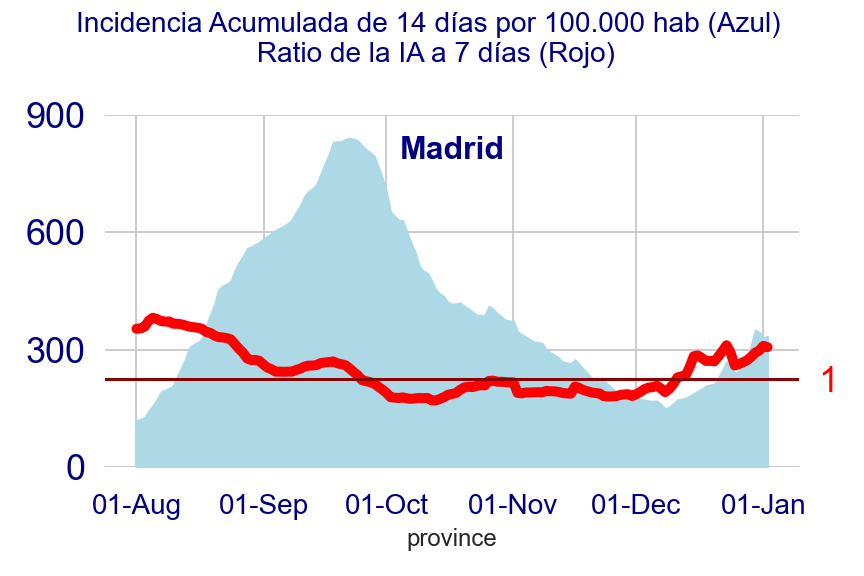 Incidencia Acumulada de 14 días por 100.000 hab (Azul)
Ratio de la IA a 7 días (Rojo)
900
Madrid
600
300
1
0
01-Aug 01-Sep 01-Oct 01-Nov 01-Dec 01-Jan
province